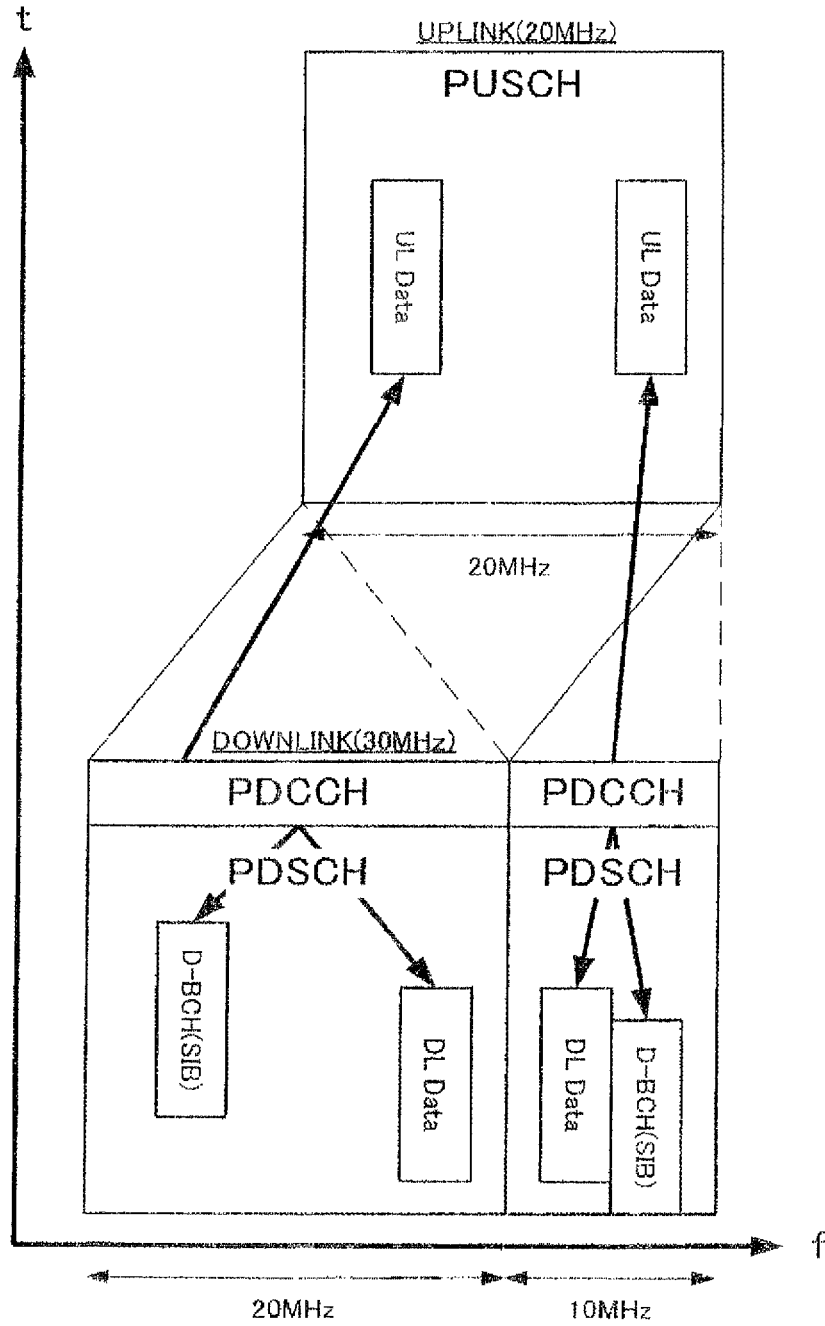 t
UPLINK(20MHz)
PUSCH
UL Data
UL Data
20MHz
DOWNLINK(30MHz)
PDCCH
PDCCH
PDSCH
PDSCH
D-BCH(SIB)
DL Data
DL Data
D-BCH(SIB)
f
20MHz
10MHz